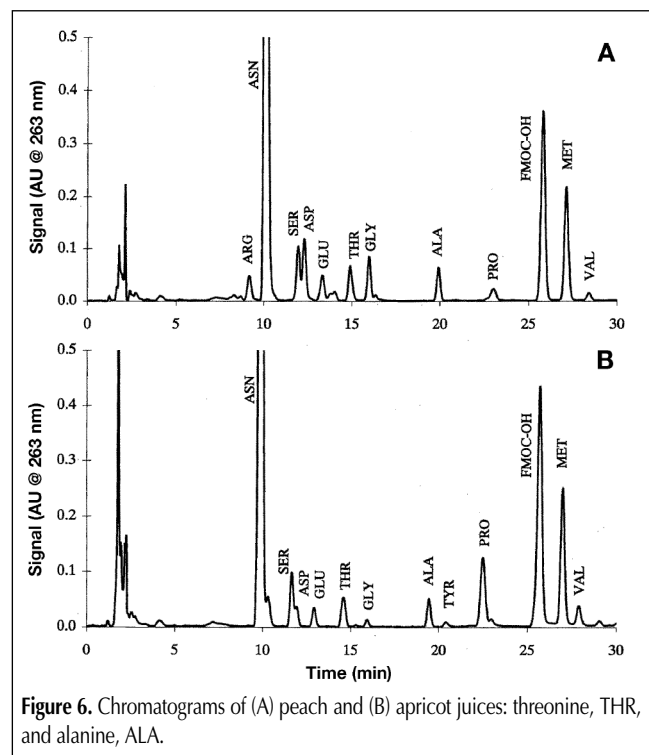 A
Signal (AU @ 263 nm)
0.5
0.4
0.3
0.2
0.1
0.0
ARG
ASN
SER
ASP
GLU
THR
GLY
ALA
PRO
FMOC-OH
MET
VAL
0 5 10 15 20 25 30
B
Signal (AU @ 263 nm)
0.5
0.4
0.3
0.2
0.1
0.0
ASN
SER
ASP
GLU
THR
GLY
ALA
TYR
PRO
FMOC-OH
MET
VAL
0 5 10 15 20 25 30
Time (min)
Figure 6. Chromatograms of (A) peach and (B) apricot juices: threonine, THR,
and alanine, ALA.